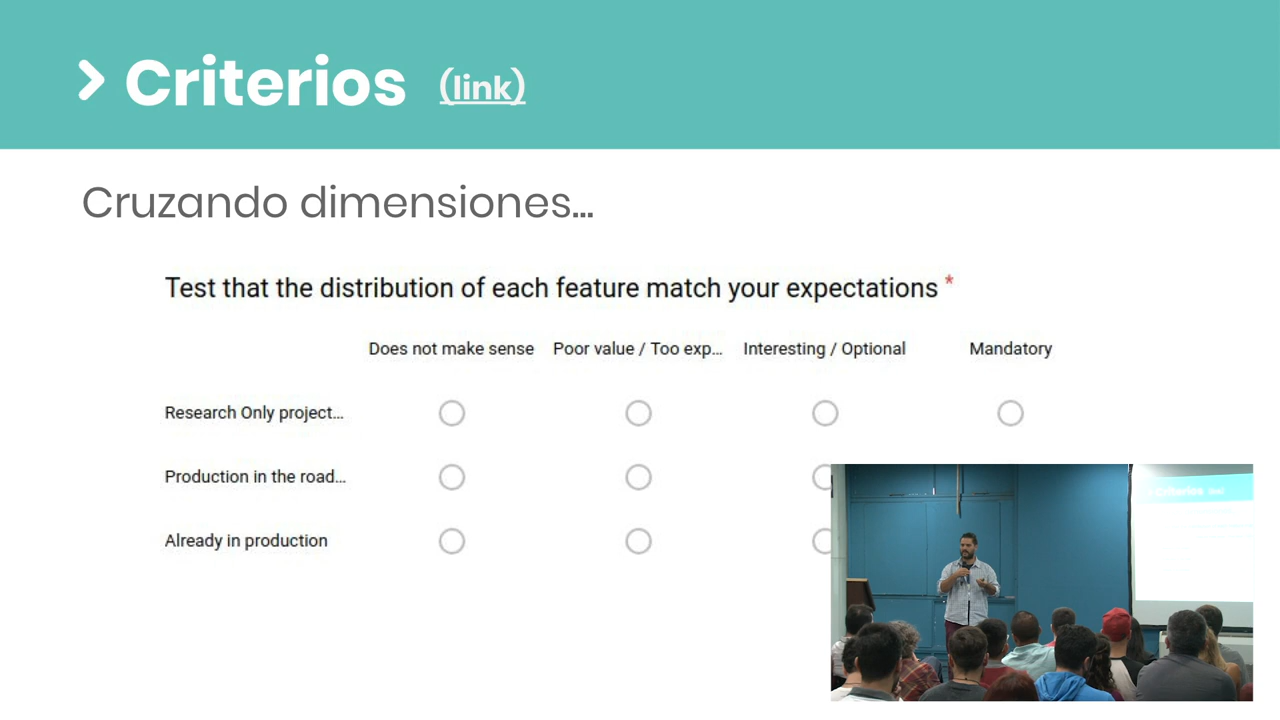 Criterios (link)
Cruzando dimensiones...
Test that the distribution of each feature match your expectations *
Does not make sense Poor value / Too exp... Interesting / Optional Mandatory
Research Only project...
Production in the road...
Already in production
Criterios